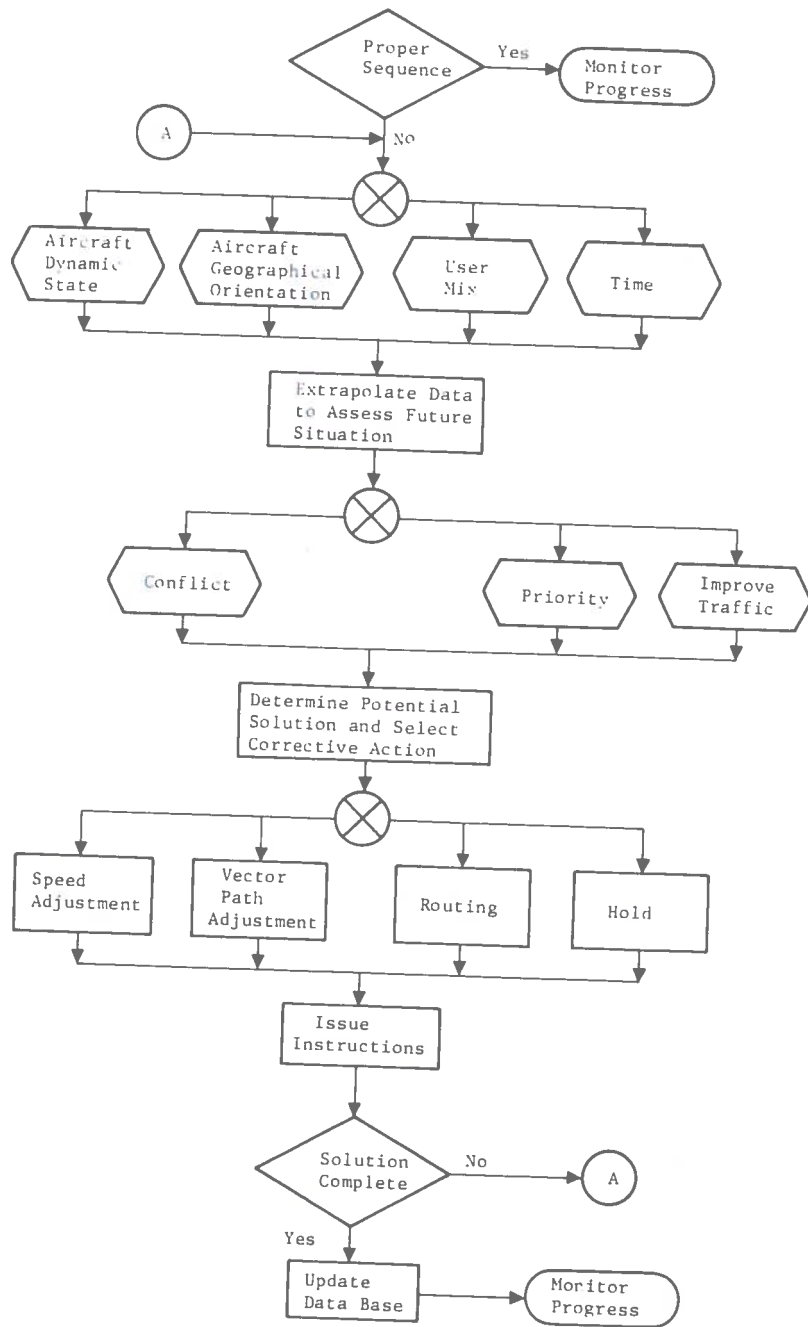 Proper
Sequence
Yes
Monitor
Progress
A
No
Aircraft
Dynamic
State
Aircraft
Geographical
Orientation
User
Mix
Time
Extrapolate Data
to Assess Future
Situation
Conflict
Priority
Improve
Traffic
Determine Potential
Solution and Select
Corrective Action
Speed
Adjustment
Vector
Path
Adjustment
Routing
Hold
Issue
Instructions
Solution
Complete
No
A
Yes
Update
Data Base
Monitor
Progress